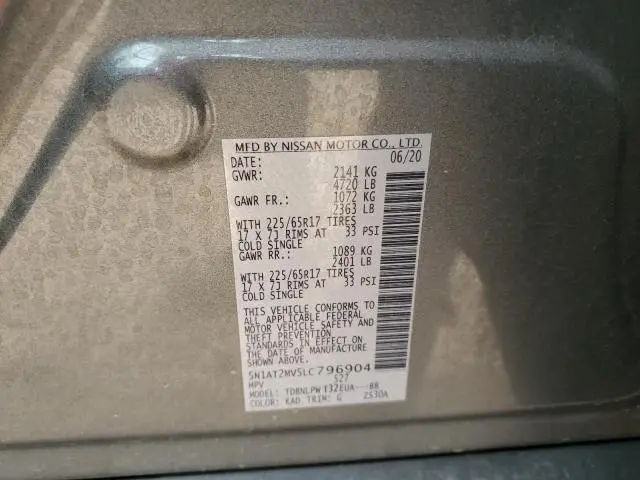 MFD BY NISSAN MOTOR CO., LTD.
DATE: 06/20
GVWR: 2141 KG
4720 LB
GAWR FR.: 1072 KG
2363 LB
WITH 225/65R17 TIRES
17 X 7J RIMS AT 33 PSI
COLD SINGLE
GAWR RR.: 1089 KG
2401 LB
WITH 225/65R17 TIRES
17 X 7J RIMS AT 33 PSI
COLD SINGLE
THIS VEHICLE CONFORMS TO
ALL APPLICABLE FEDERAL
MOTOR VEHICLE SAFETY AND
THEFT PREVENTION
STANDARDS IN EFFECT ON
THE DATE OF MANUFACTURE
SHOWN ABOVE.
5N1AT2MV5LC796904
MPV S27
MODEL: TDBNLPW T32EUA---BR
COLOR: KAD TRIM: G 2S30A